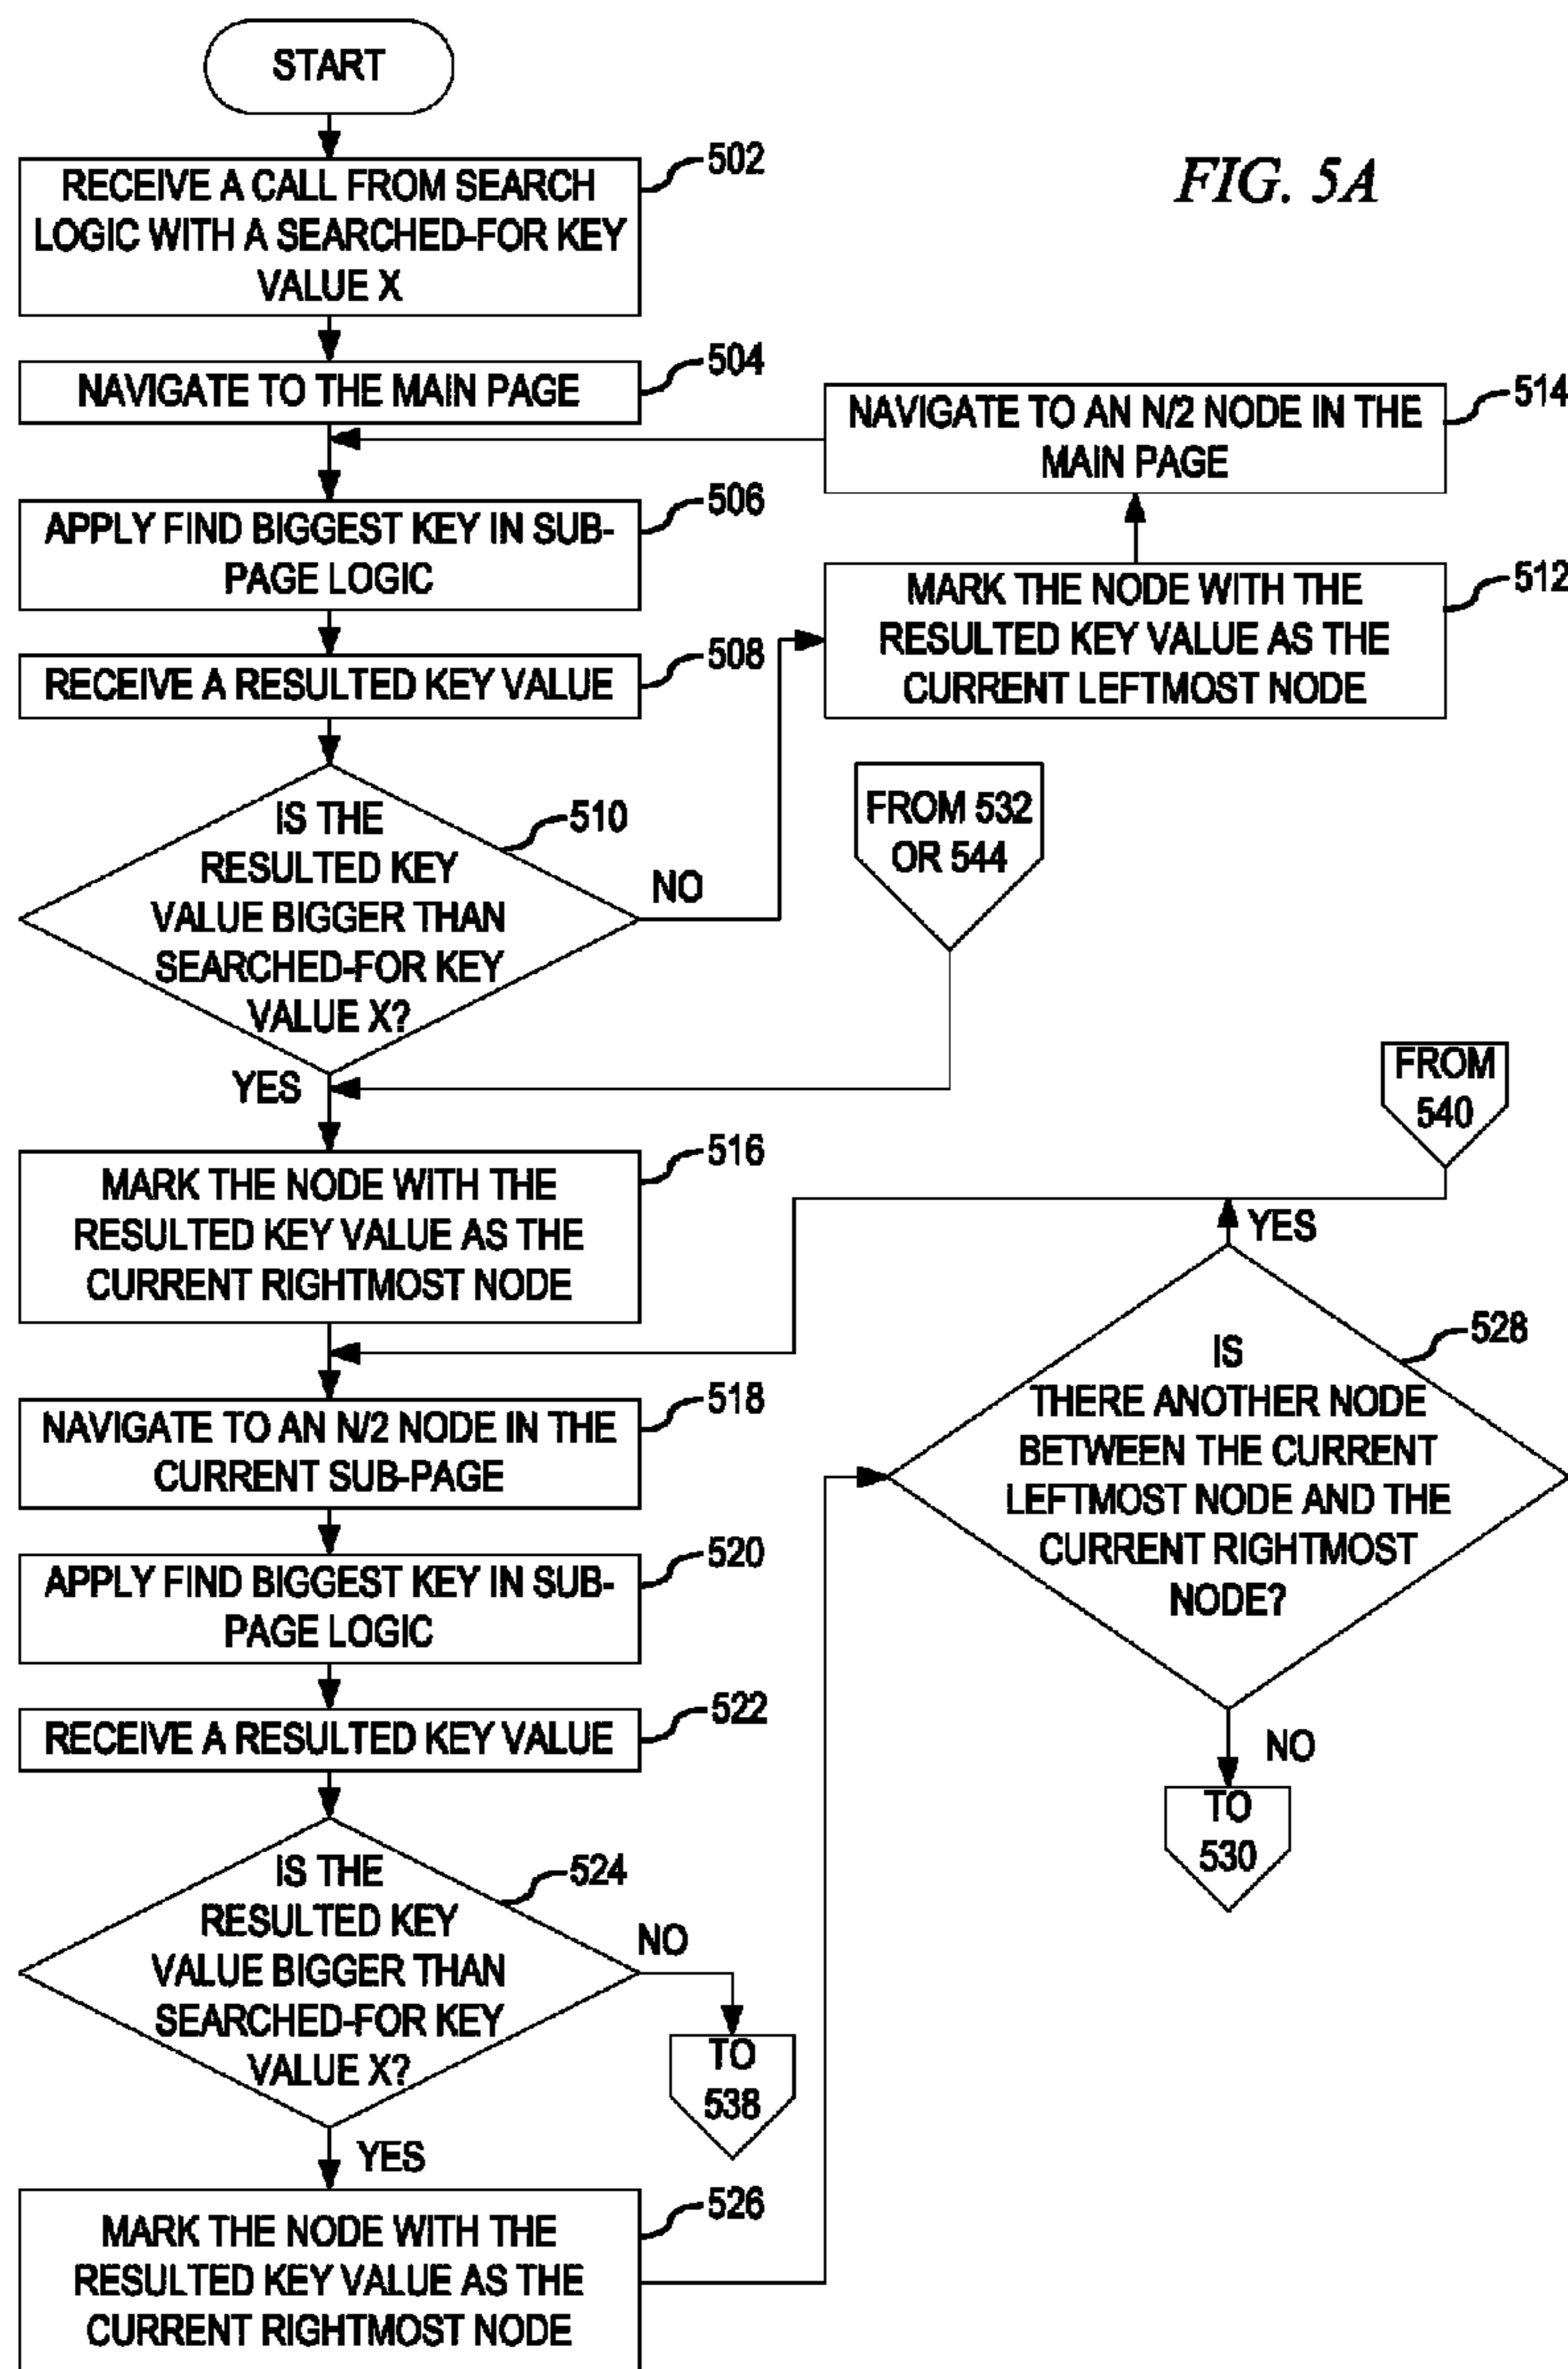 START
FIG. 5A
502
RECEIVE A CALL FROM SEARCH
LOGIC WITH A SEARCHED-FOR KEY
VALUE X
504
NAVIGATE TO THE MAIN PAGE
514
NAVIGATE TO AN N/2 NODE IN THE
MAIN PAGE
506
APPLY FIND BIGGEST KEY IN SUB-
PAGE LOGIC
512
MARK THE NODE WITH THE
RESULTED KEY VALUE AS THE
CURRENT LEFTMOST NODE
508
RECEIVE A RESULTED KEY VALUE
510
IS THE
RESULTED KEY
VALUE BIGGER THAN
SEARCHED-FOR KEY
VALUE X?
NO
YES
FROM 532
OR 544
FROM
540
516
MARK THE NODE WITH THE
RESULTED KEY VALUE AS THE
CURRENT RIGHTMOST NODE
518
NAVIGATE TO AN N/2 NODE IN THE
CURRENT SUB-PAGE
520
APPLY FIND BIGGEST KEY IN SUB-
PAGE LOGIC
522
RECEIVE A RESULTED KEY VALUE
524
IS THE
RESULTED KEY
VALUE BIGGER THAN
SEARCHED-FOR KEY
VALUE X?
NO
TO
538
YES
526
MARK THE NODE WITH THE
RESULTED KEY VALUE AS THE
CURRENT RIGHTMOST NODE
YES
528
IS
THERE ANOTHER NODE
BETWEEN THE CURRENT
LEFTMOST NODE AND THE
CURRENT RIGHTMOST
NODE?
NO
TO
530